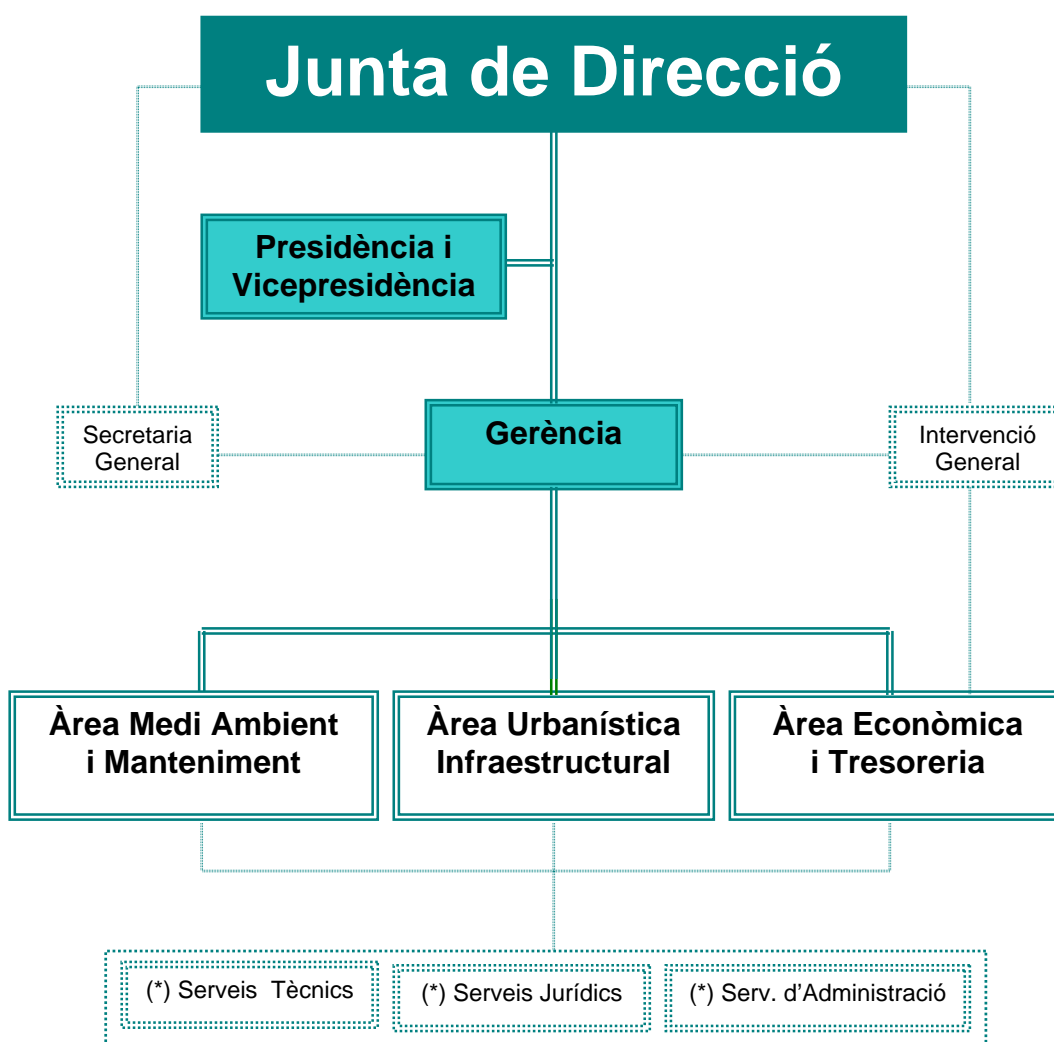 Junta de Direcció
Presidència i
Vicepresidència
Secretaria
General
Gerència
Intervenció
General
Àrea Medi Ambient
i Manteniment
Àrea Urbanística
Infraestructural
Àrea Econòmica
i Tresoreria
(*) Serveis  Tècnics
(*) Serveis Jurídics
(*) Serv. d’Administració